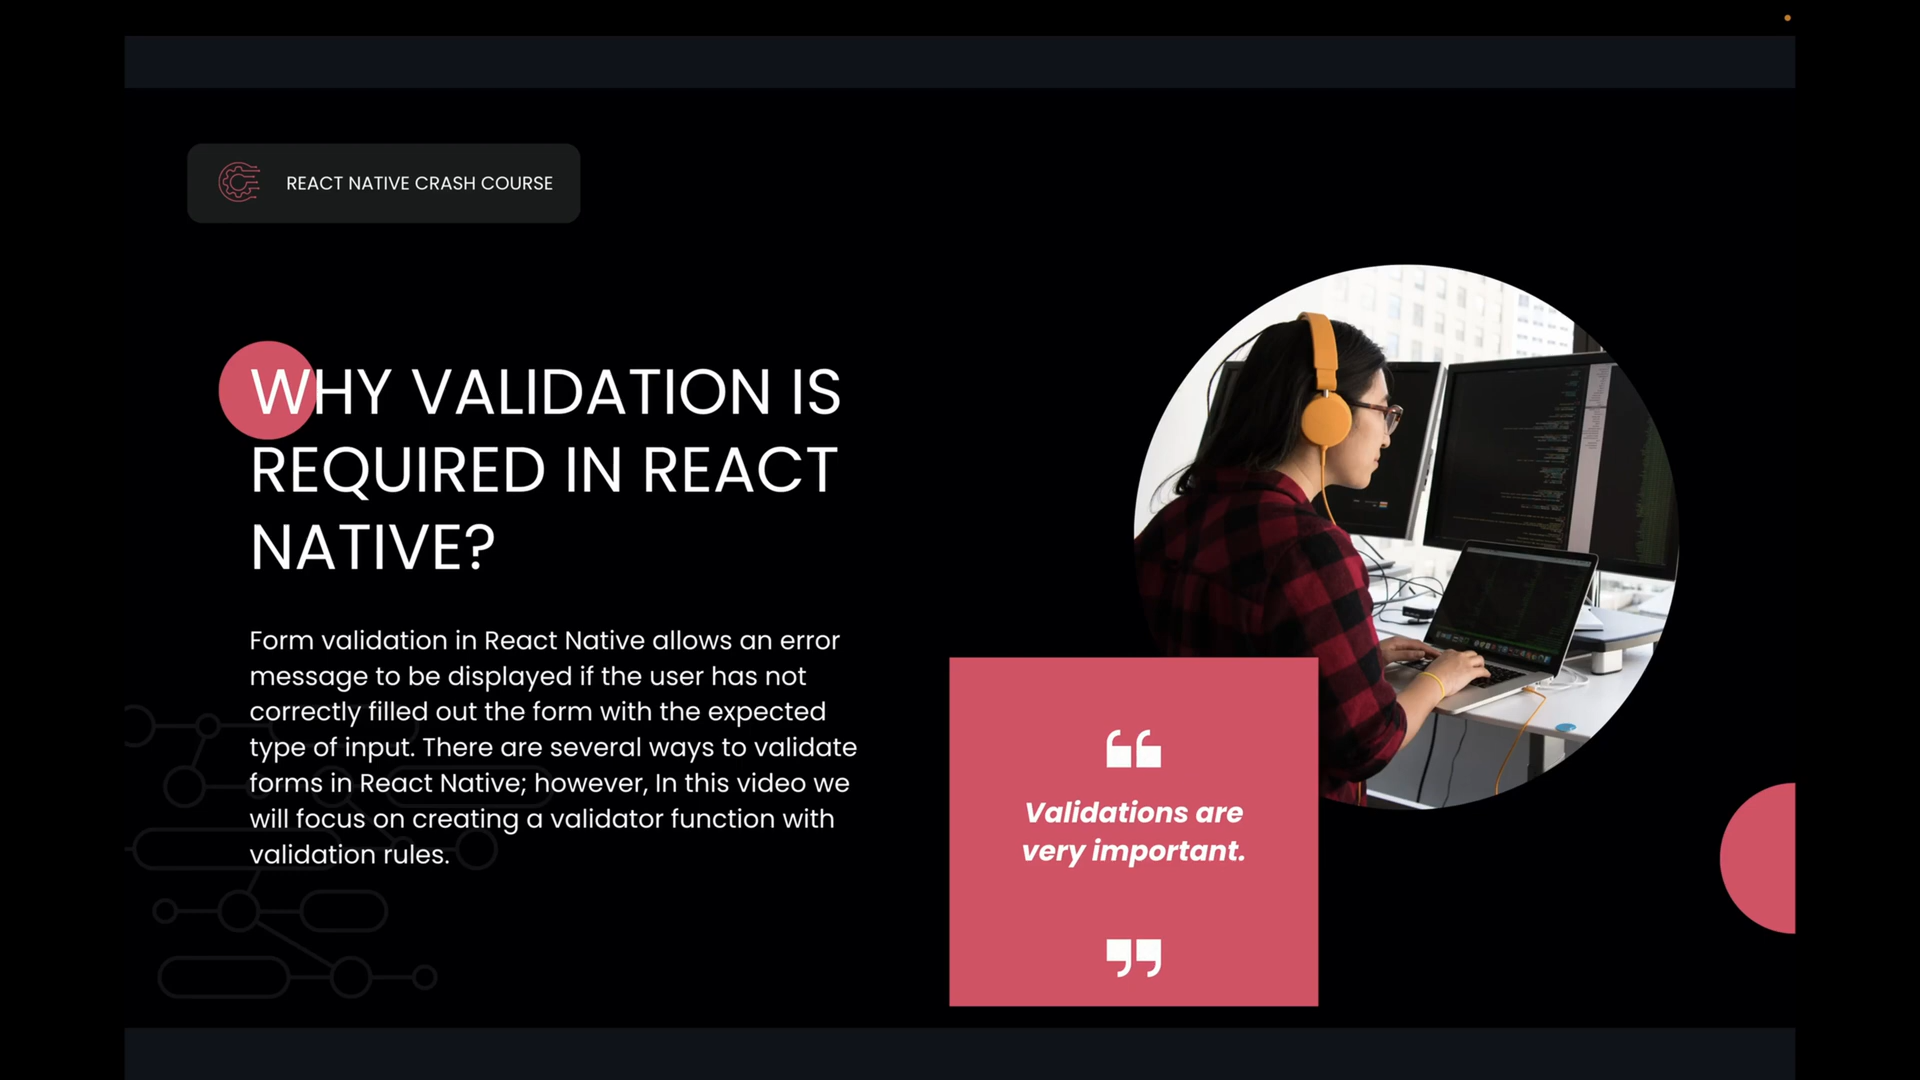 REACT NATIVE CRASH COURSE
WHY VALIDATION IS
REQUIRED IN REACT
NATIVE?
Form validation in React Native allows an error
message to be displayed if the user has not
correctly filled out the form with the expected
type of input. There are several ways to validate
forms in React Native; however, In this video we
will focus on creating a validator function with
validation rules.
“
Validations are
very important.
”